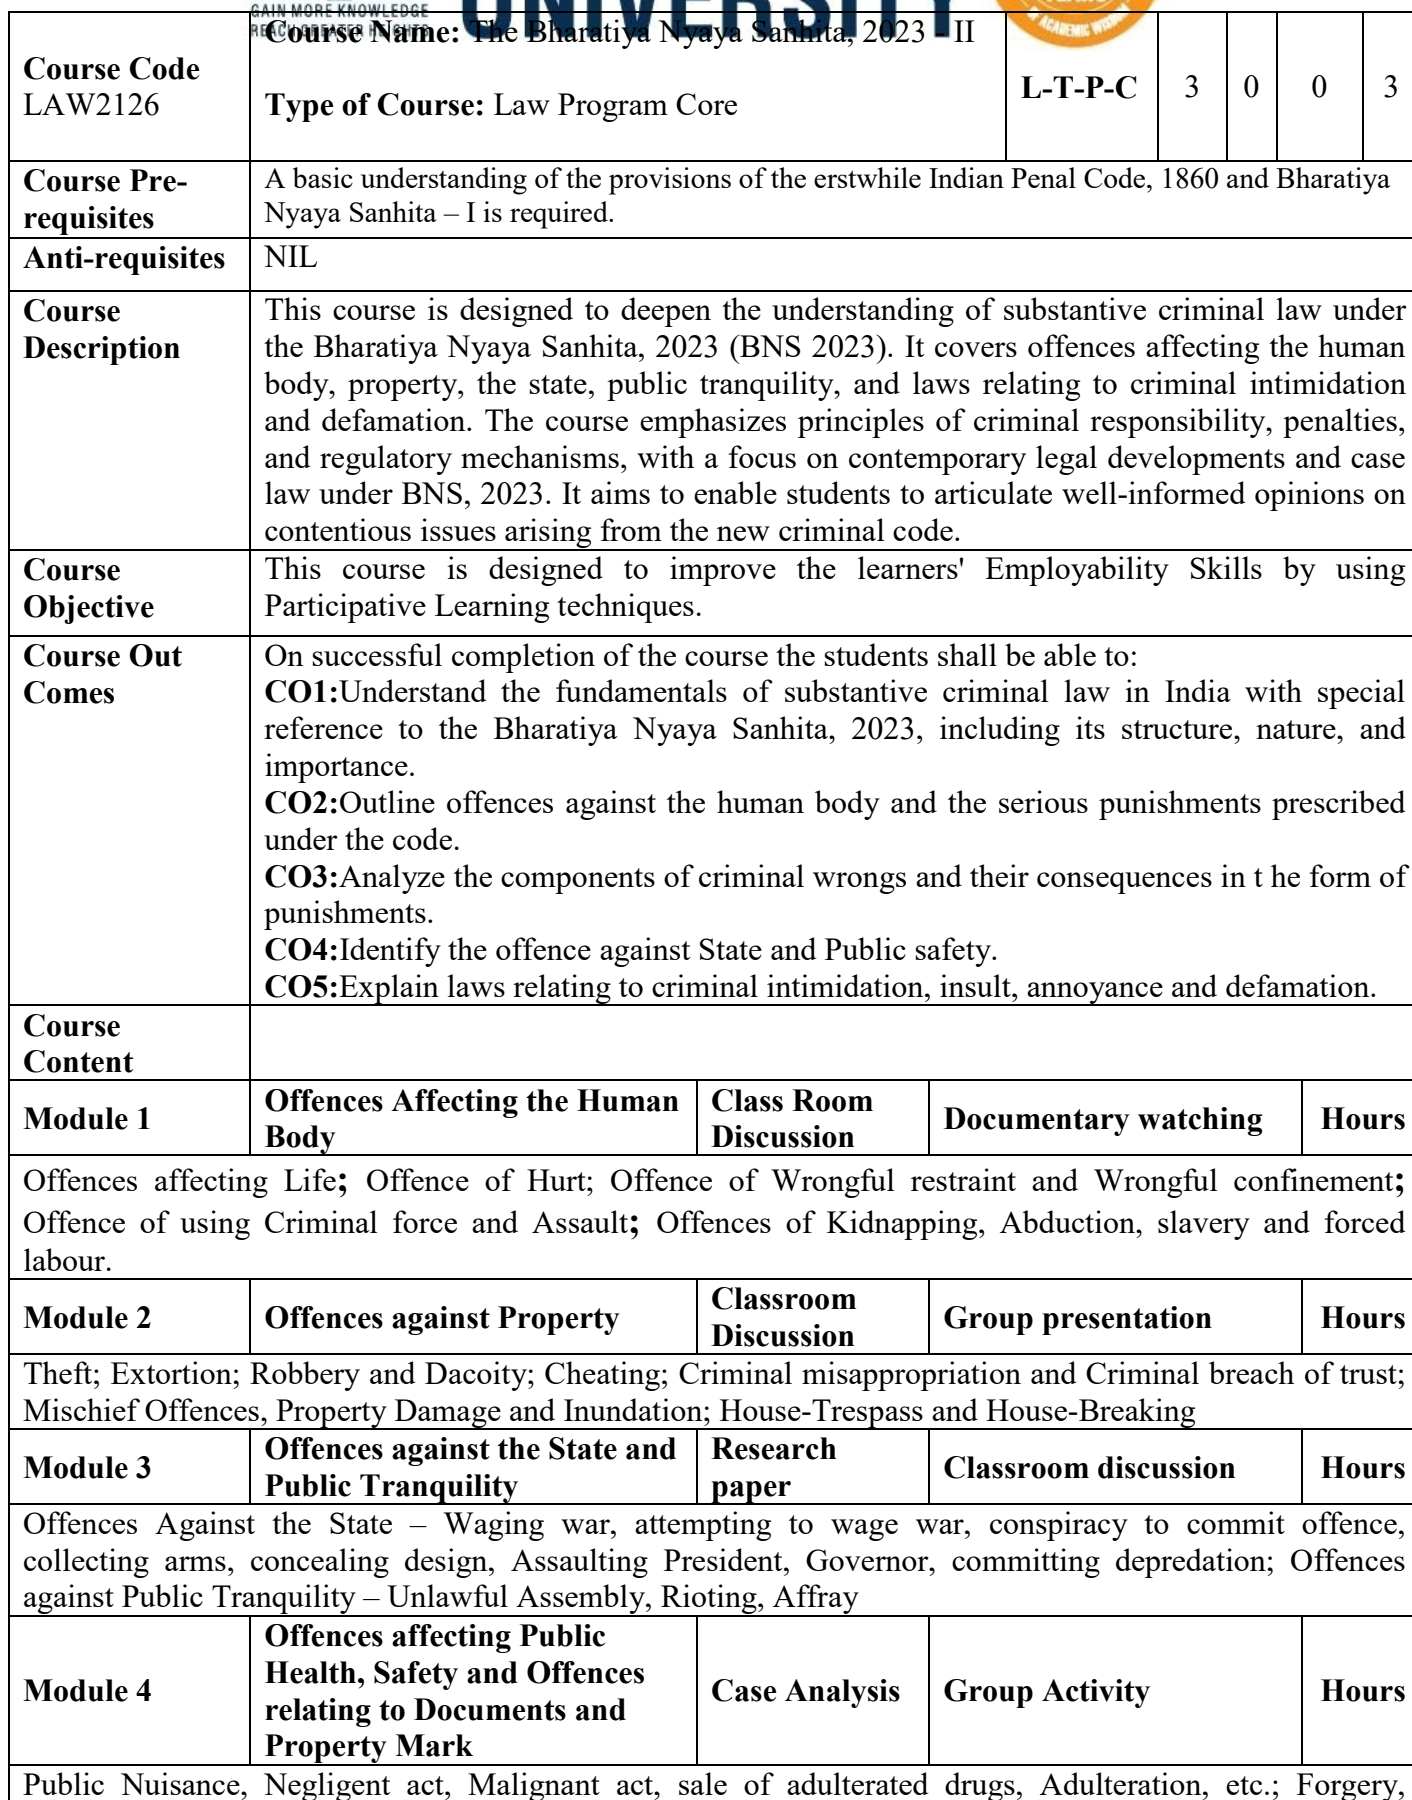 GAIN MORE KNOWLEDGE
REACH GREATER HEIGHTS
UNIVERSITY
ACADEMIC WISDOM
Course Code
LAW2126
Course Name: The Bharatiya Nyaya Sanhita, 2023 - II
Type of Course: Law Program Core
L-T-P-C 3 0 0 3
Course Pre-
requisites
A basic understanding of the provisions of the erstwhile Indian Penal Code, 1860 and Bharatiya
Nyaya Sanhita – I is required.
Anti-requisites NIL
Course
Description
This course is designed to deepen the understanding of substantive criminal law under
the Bharatiya Nyaya Sanhita, 2023 (BNS 2023). It covers offences affecting the human
body, property, the state, public tranquility, and laws relating to criminal intimidation
and defamation. The course emphasizes principles of criminal responsibility, penalties,
and regulatory mechanisms, with a focus on contemporary legal developments and case
law under BNS, 2023. It aims to enable students to articulate well-informed opinions on
contentious issues arising from the new criminal code.
Course
Objective
This course is designed to improve the learners' Employability Skills by using
Participative Learning techniques.
Course Out
Comes
On successful completion of the course the students shall be able to:
CO1:Understand the fundamentals of substantive criminal law in India with special
reference to the Bharatiya Nyaya Sanhita, 2023, including its structure, nature, and
importance.
CO2:Outline offences against the human body and the serious punishments prescribed
under the code.
CO3:Analyze the components of criminal wrongs and their consequences in t he form of
punishments.
CO4:Identify the offence against State and Public safety.
CO5:Explain laws relating to criminal intimidation, insult, annoyance and defamation.
Course
Content
Module 1
Offences Affecting the Human
Body
Class Room
Discussion
Documentary watching
Hours
Offences affecting Life; Offence of Hurt; Offence of Wrongful restraint and Wrongful confinement;
Offence of using Criminal force and Assault; Offences of Kidnapping, Abduction, slavery and forced
labour.
Module 2
Offences against Property
Classroom
Discussion
Group presentation
Hours
Theft; Extortion; Robbery and Dacoity; Cheating; Criminal misappropriation and Criminal breach of trust;
Mischief Offences, Property Damage and Inundation; House-Trespass and House-Breaking
Module 3
Offences against the State and
Public Tranquility
Research
paper
Classroom discussion
Hours
Offences Against the State – Waging war, attempting to wage war, conspiracy to commit offence,
collecting arms, concealing design, Assaulting President, Governor, committing depredation; Offences
against Public Tranquility – Unlawful Assembly, Rioting, Affray
Module 4
Offences affecting Public
Health, Safety and Offences
relating to Documents and
Property Mark
Case Analysis
Group Activity
Hours
Public Nuisance, Negligent act, Malignant act, sale of adulterated drugs, Adulteration, etc.; Forgery,